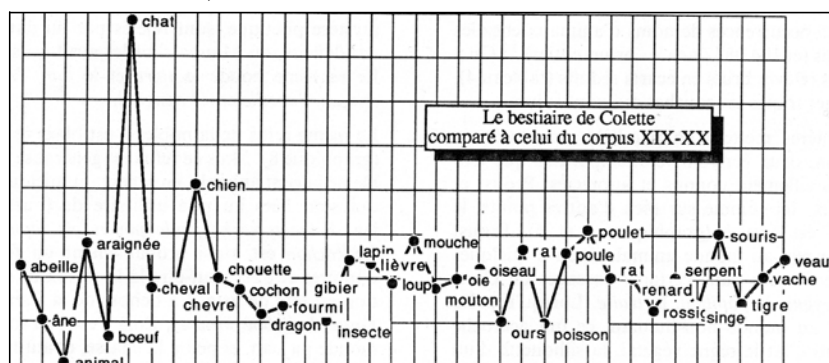 chat
Le bestiaire de Colette
comparé à celui du corpus XIX-XX
chien
araignée
mouche
poulet
souris
abeille
chouette
lapin
lièvre
rat
poule
veau
cheval
cochon
gibier
loup
oie
oiseau
rat
serpent
vache
chevre
fourmi
mouton
renard
tigre
âne
boeuf
dragon
insecte
ours
poisson
rossig
singe
animal